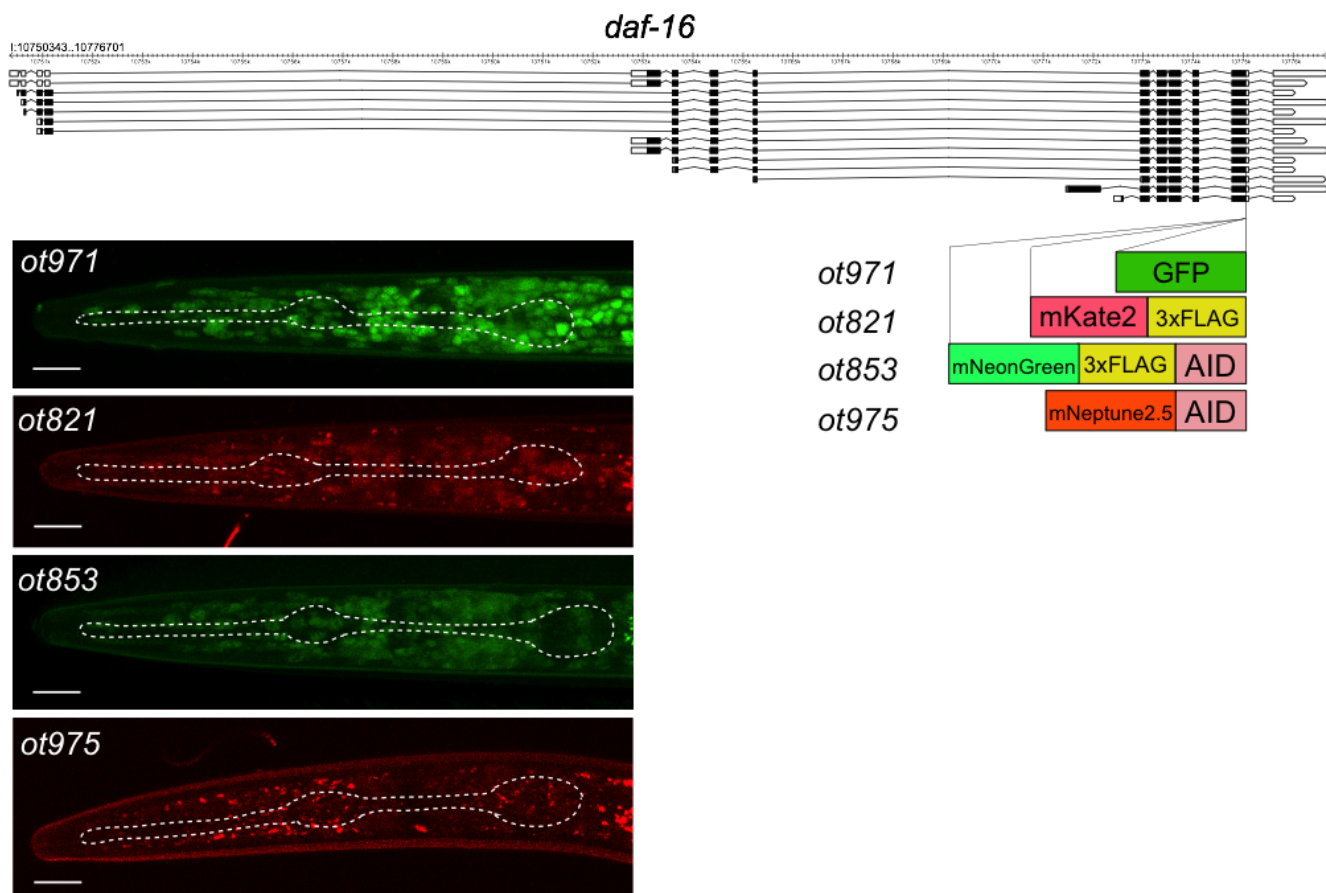 daf-16
I:10750343..10776701
ot971
ot821
ot853
ot975
ot971
GFP
ot821
mKate2 3xFLAG
ot853
mNeonGreen 3xFLAG AID
ot975
mNeptune2.5 AID